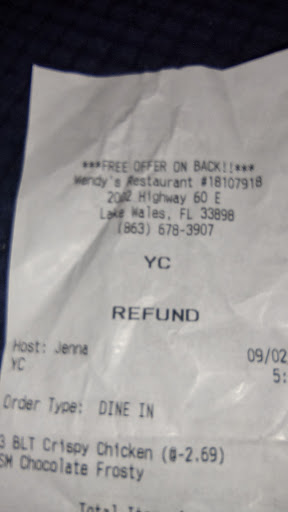 ***FREE OFFER ON BACK!!***
Wendy's Restaurant #18107918
2002 Highway 60 E
Lake Wales, FL 33898
(863) 678-3907
YC
REFUND
Host: Jenna
09/02
YC
5:
Order Type: DINE IN
3 BLT Crispy Chicken (@-2.69)
SM Chocolate Frosty
Total